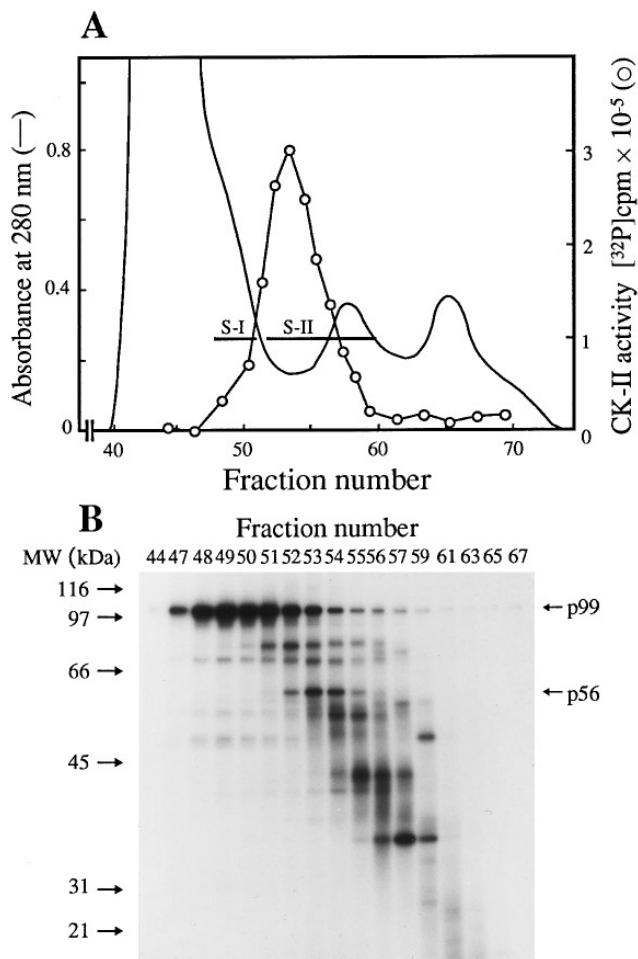 A
Absorbance at 280 nm (—)
0.8
0.4
0
S-I
S-II
3
2
1
0
CK-II activity [³²P]cpm × 10⁻⁵ (○)
40
50
60
70
Fraction number
B
Fraction number
MW (kDa)
44 47 48 49 50 51 52 53 54 55 56 57 59 61 63 65 67
116 →
97 →
← p99
66 →
← p56
45 →
31 →
21 →